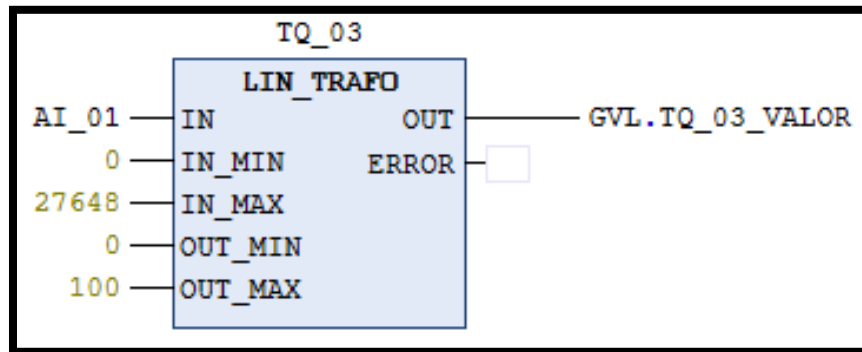 TQ_03
LIN_TRAFO
AI_01 IN OUT GVL.TQ_03_VALOR
0 IN_MIN ERROR
27648 IN_MAX
0 OUT_MIN
100 OUT_MAX